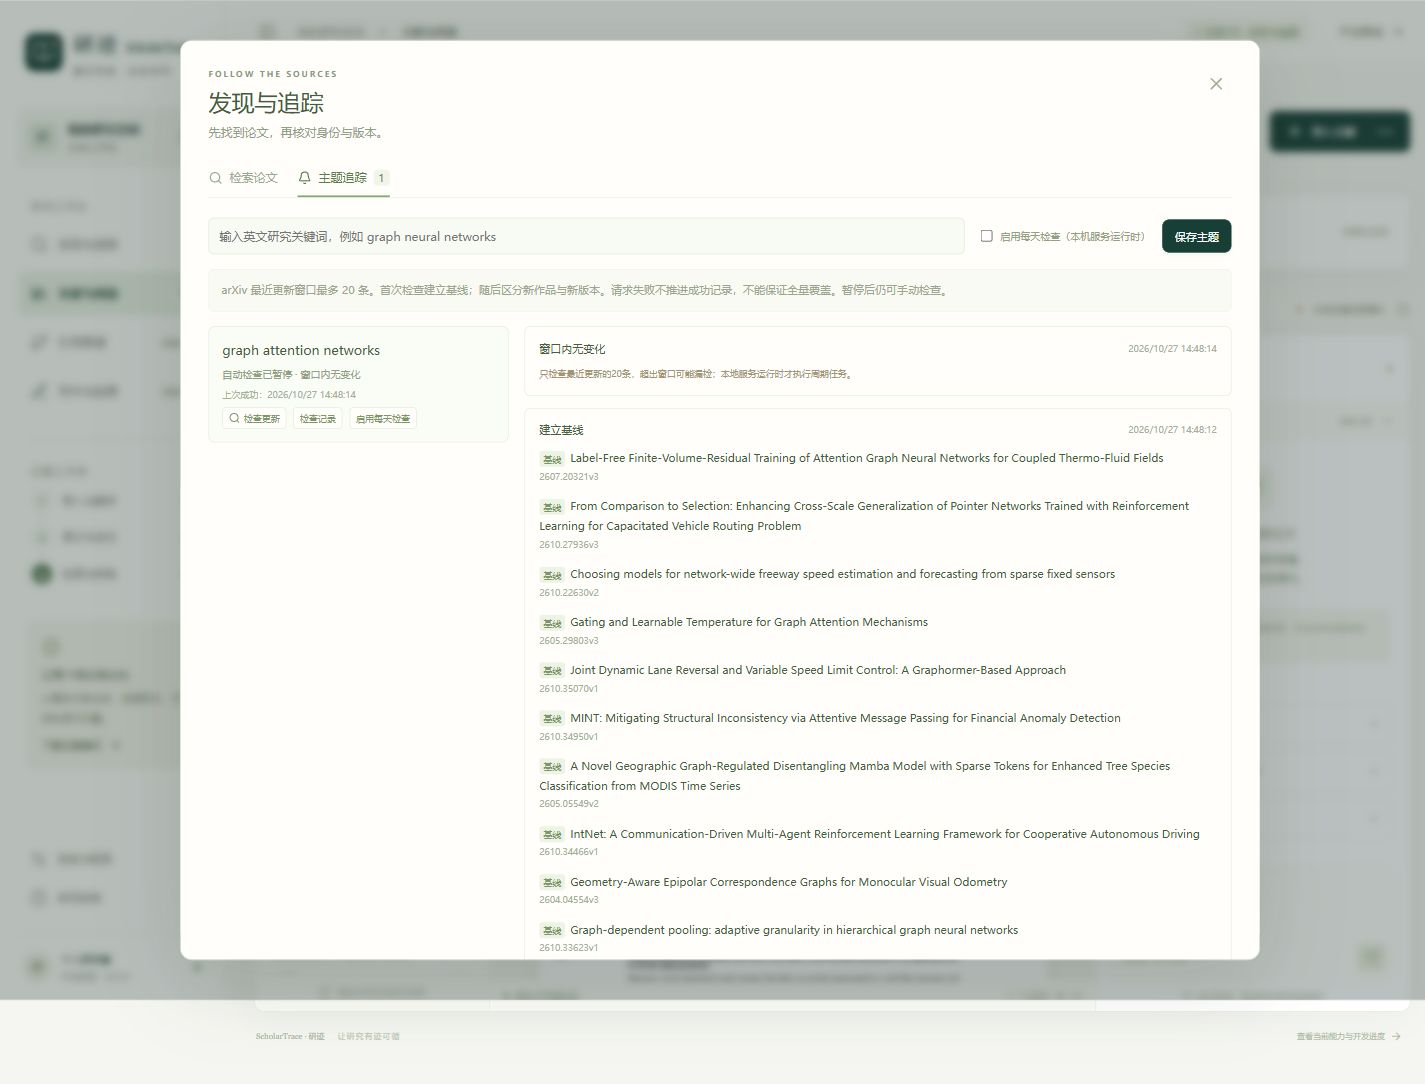 FOLLOW THE SOURCES
发现与追踪
先找到论文，再核对身份与版本。
检索论文
主题追踪 1
输入英文研究关键词，例如 graph neural networks
启用每天检查（本机服务运行时）
保存主题
arXiv 最近更新窗口最多 20 条。首次检查建立基线；随后区分新作品与新版本。请求失败不推进成功记录，不能保证全量覆盖。暂停后仍可手动检查。
graph attention networks
自动检查已暂停 · 窗口内无变化
上次成功：2026/10/27 14:48:14
检查更新
检查记录
启用每天检查
窗口内无变化
2026/10/27 14:48:14
只检查最近更新的20条，超出窗口可能漏检；本地服务运行时才执行周期任务。
建立基线
2026/10/27 14:48:12
基线 Label-Free Finite-Volume-Residual Training of Attention Graph Neural Networks for Coupled Thermo-Fluid Fields
2607.20321v3
基线 From Comparison to Selection: Enhancing Cross-Scale Generalization of Pointer Networks Trained with Reinforcement
Learning for Capacitated Vehicle Routing Problem
2610.27936v3
基线 Choosing models for network-wide freeway speed estimation and forecasting from sparse fixed sensors
2610.22630v2
基线 Gating and Learnable Temperature for Graph Attention Mechanisms
2605.29803v3
基线 Joint Dynamic Lane Reversal and Variable Speed Limit Control: A Graphormer-Based Approach
2610.35070v1
基线 MINT: Mitigating Structural Inconsistency via Attentive Message Passing for Financial Anomaly Detection
2610.34950v1
基线 A Novel Geographic Graph-Regulated Disentangling Mamba Model with Sparse Tokens for Enhanced Tree Species
Classification from MODIS Time Series
2605.05549v2
基线 IntNet: A Communication-Driven Multi-Agent Reinforcement Learning Framework for Cooperative Autonomous Driving
2610.34466v1
基线 Geometry-Aware Epipolar Correspondence Graphs for Monocular Visual Odometry
2604.04554v3
基线 Graph-dependent pooling: adaptive granularity in hierarchical graph neural networks
2610.33623v1
ScholarTrace · 研迹 让研究有迹可循
查看当前能力与开发进度